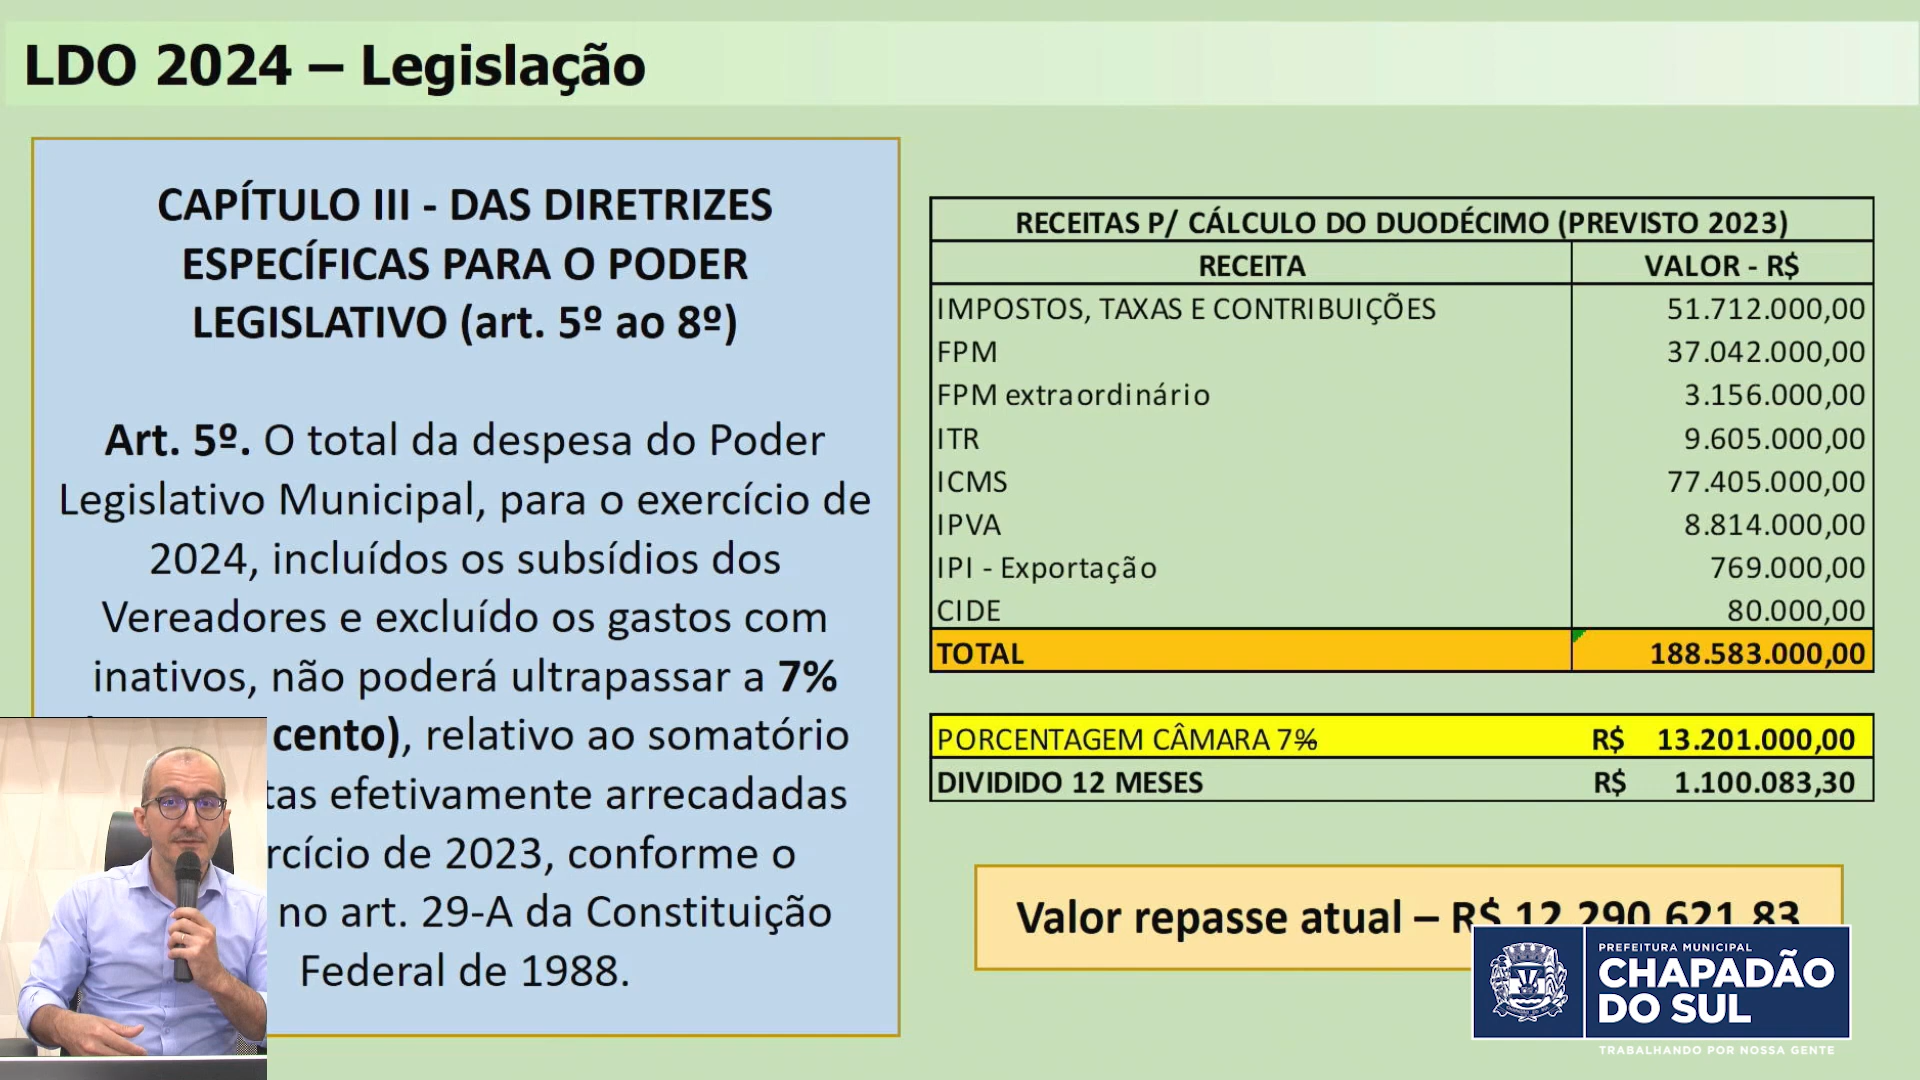 LDO 2024 – Legislação
CAPÍTULO III - DAS DIRETRIZES
ESPECÍFICAS PARA O PODER
LEGISLATIVO (art. 5º ao 8º)
Art. 5º. O total da despesa do Poder
Legislativo Municipal, para o exercício de
2024, incluídos os subsídios dos
Vereadores e excluído os gastos com
inativos, não poderá ultrapassar a 7%
cento), relativo ao somatório
tas efetivamente arrecadadas
rcício de 2023, conforme o
no art. 29-A da Constituição
Federal de 1988.
RECEITAS P/ CÁLCULO DO DUODÉCIMO (PREVISTO 2023)
RECEITA VALOR - R$
IMPOSTOS, TAXAS E CONTRIBUIÇÕES 51.712.000,00
FPM 37.042.000,00
FPM extraordinário 3.156.000,00
ITR 9.605.000,00
ICMS 77.405.000,00
IPVA 8.814.000,00
IPI - Exportação 769.000,00
CIDE 80.000,00
TOTAL 188.583.000,00
PORCENTAGEM CÂMARA 7% R$ 13.201.000,00
DIVIDIDO 12 MESES R$ 1.100.083,30
Valor repasse atual – R$ 12.290.621,83
PREFEITURA MUNICIPAL
CHAPADÃO
DO SUL
TRABALHANDO POR NOSSA GENTE